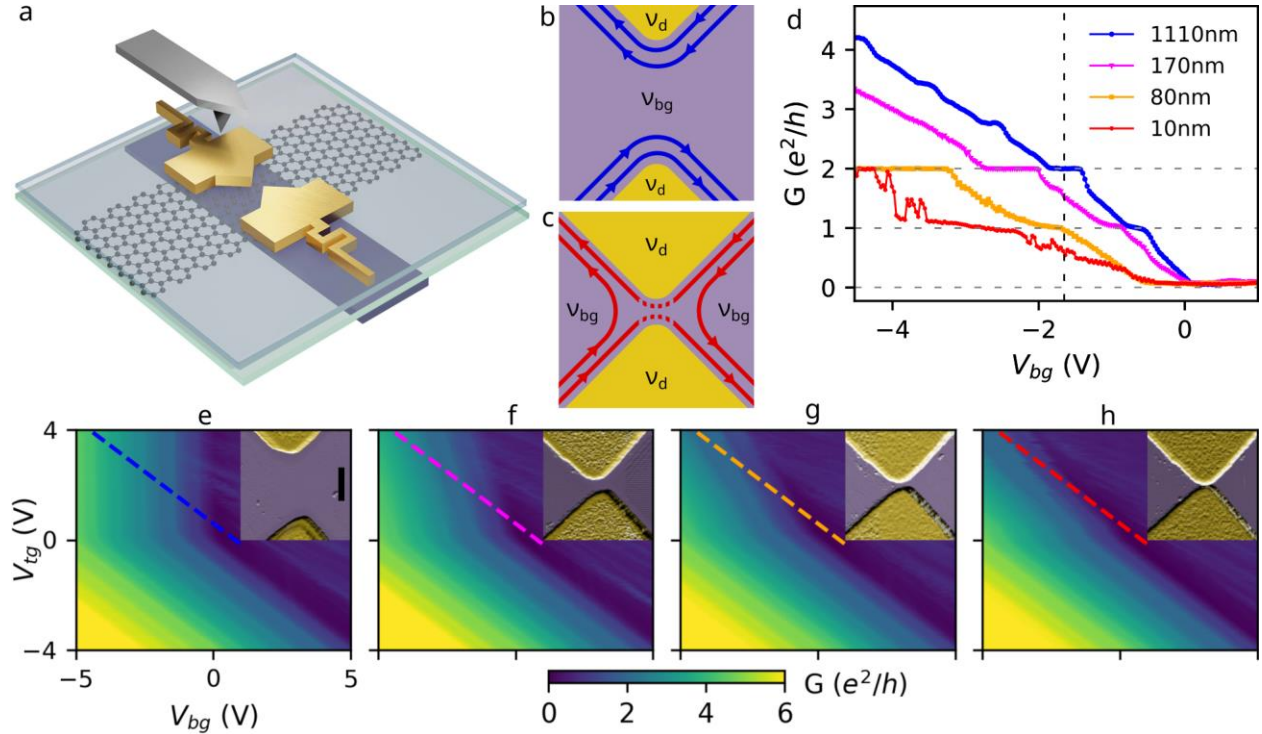 a
b
ν_d
ν_bg
ν_d
c
ν_d
ν_bg
ν_bg
ν_d
d
G (e²/h)
4
3
2
1
0
1110nm
170nm
80nm
10nm
−4
−2
0
V_bg (V)
e
f
g
h
V_tg (V)
4
0
−4
−5
0
5
V_bg (V)
0
2
4
6
G (e²/h)